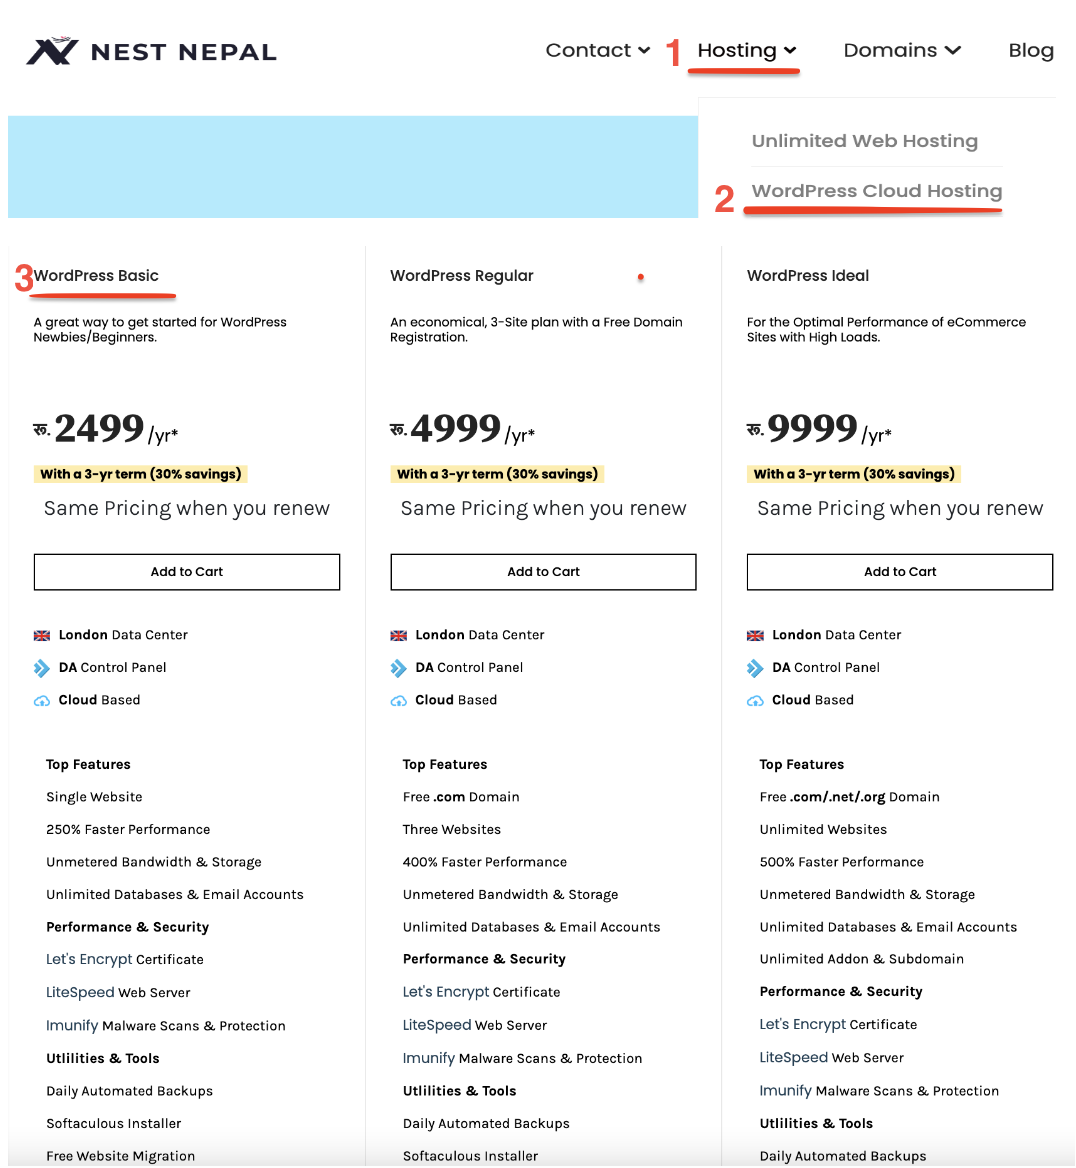 NEST NEPAL
Contact 1 Hosting Domains Blog
Unlimited Web Hosting
2 WordPress Cloud Hosting
3 WordPress Basic
A great way to get started for WordPress
Newbies/Beginners.
रू. 2499 /yr*
With a 3-yr term (30% savings)
Same Pricing when you renew
Add to Cart
London Data Center
DA Control Panel
Cloud Based
Top Features
Single Website
250% Faster Performance
Unmetered Bandwidth & Storage
Unlimited Databases & Email Accounts
Performance & Security
Let's Encrypt Certificate
LiteSpeed Web Server
Imunify Malware Scans & Protection
Utlilities & Tools
Daily Automated Backups
Softaculous Installer
Free Website Migration
WordPress Regular
An economical, 3-Site plan with a Free Domain
Registration.
रू. 4999 /yr*
With a 3-yr term (30% savings)
Same Pricing when you renew
Add to Cart
London Data Center
DA Control Panel
Cloud Based
Top Features
Free .com Domain
Three Websites
400% Faster Performance
Unmetered Bandwidth & Storage
Unlimited Databases & Email Accounts
Performance & Security
Let's Encrypt Certificate
LiteSpeed Web Server
Imunify Malware Scans & Protection
Utlilities & Tools
Daily Automated Backups
Softaculous Installer
WordPress Ideal
For the Optimal Performance of eCommerce
Sites with High Loads.
रू. 9999 /yr*
With a 3-yr term (30% savings)
Same Pricing when you renew
Add to Cart
London Data Center
DA Control Panel
Cloud Based
Top Features
Free .com/.net/.org Domain
Unlimited Websites
500% Faster Performance
Unmetered Bandwidth & Storage
Unlimited Databases & Email Accounts
Unlimited Addon & Subdomain
Performance & Security
Let's Encrypt Certificate
LiteSpeed Web Server
Imunify Malware Scans & Protection
Utlilities & Tools
Daily Automated Backups